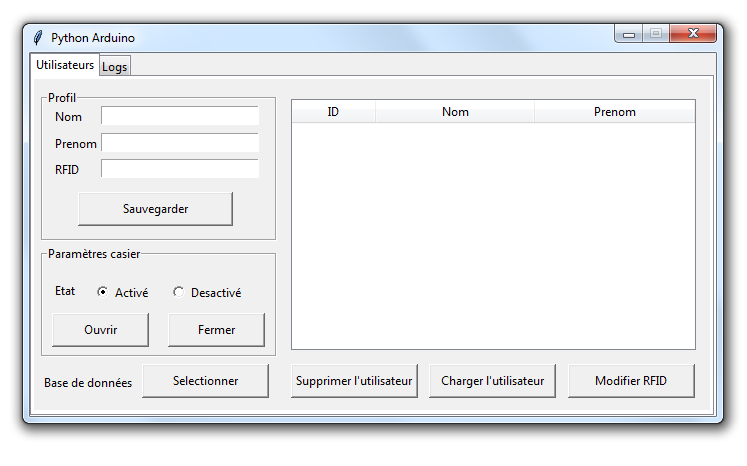 Python Arduino
Utilisateurs Logs
Profil
Nom
Prenom
RFID
Sauvegarder
Paramètres casier
Etat Activé Desactivé
Ouvrir Fermer
Base de données Selectionner
ID Nom Prenom
Supprimer l'utilisateur Charger l'utilisateur Modifier RFID